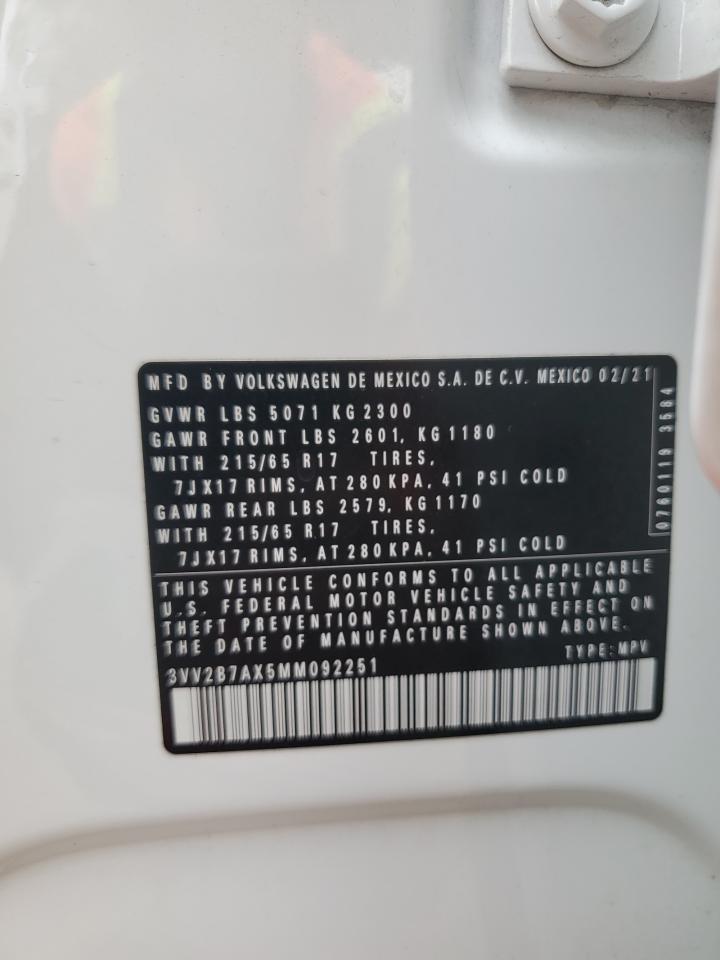 MFD BY VOLKSWAGEN DE MEXICO S.A. DE C.V. MEXICO 02/21
GVWR LBS 5071 KG 2300
GAWR FRONT LBS 2601, KG 1180
WITH 215/65 R17 TIRES,
7JX17 RIMS, AT 280 KPA, 41 PSI COLD
GAWR REAR LBS 2579, KG 1170
WITH 215/65 R17 TIRES,
7JX17 RIMS, AT 280 KPA, 41 PSI COLD
0760119 3584
THIS VEHICLE CONFORMS TO ALL APPLICABLE
U.S. FEDERAL MOTOR VEHICLE SAFETY AND
THEFT PREVENTION STANDARDS IN EFFECT ON
THE DATE OF MANUFACTURE SHOWN ABOVE.
TYPE: MPV
3VV2B7AX5MM092251